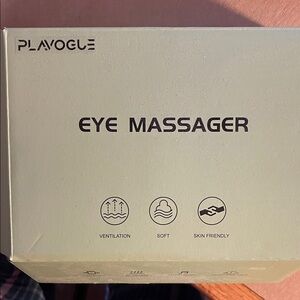 PLAVOGUE
EYE MASSAGER
VENTILATION SOFT SKIN FRIENDLY